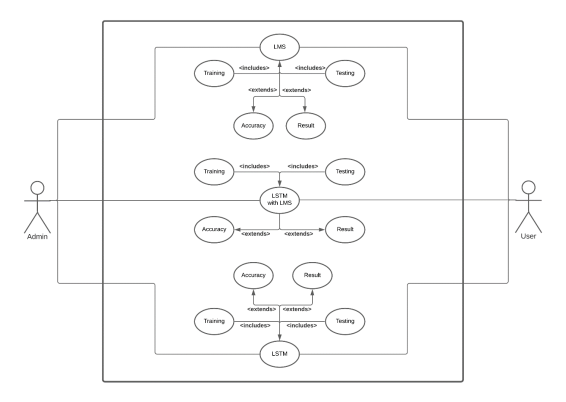 LMS
<includes> <includes>
Training Testing
<extends> <extends>
Accuracy Result
<includes> <includes>
Training Testing
LSTM
with LMS
Accuracy <extends> <extends> Result
Admin User
Accuracy Result
<extends> <extends>
Training Testing
<includes> <includes>
LSTM